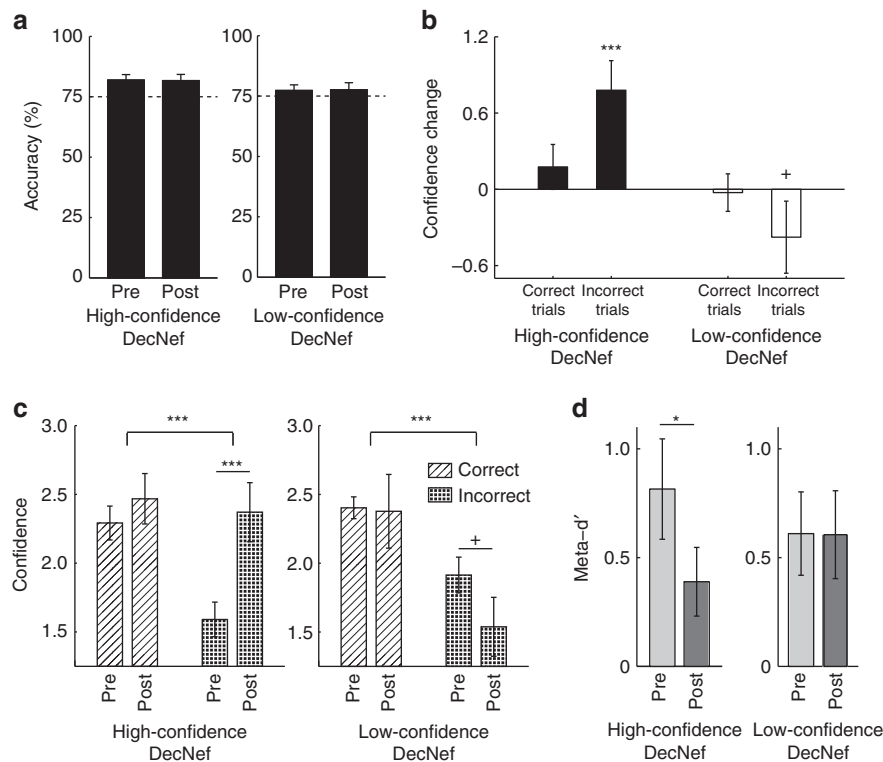 a
100
75
50
25
0
Accuracy (%)
Pre Post
High-confidence
DecNef
100
75
50
25
0
Pre Post
Low-confidence
DecNef
b
1.2
0.6
0
–0.6
Confidence change
***
+
Correct trials
Incorrect trials
Correct trials
Incorrect trials
High-confidence
DecNef
Low-confidence
DecNef
c
3.0
2.5
2.0
1.5
Confidence
***
***
Pre
Post
Pre
Post
High-confidence
DecNef
3.0
2.5
2.0
1.5
***
Correct
Incorrect
+
Pre
Post
Pre
Post
Low-confidence
DecNef
d
1.0
0.5
0
Meta–d′
*
Pre
Post
High-confidence
DecNef
1.0
0.5
0
Pre
Post
Low-confidence
DecNef